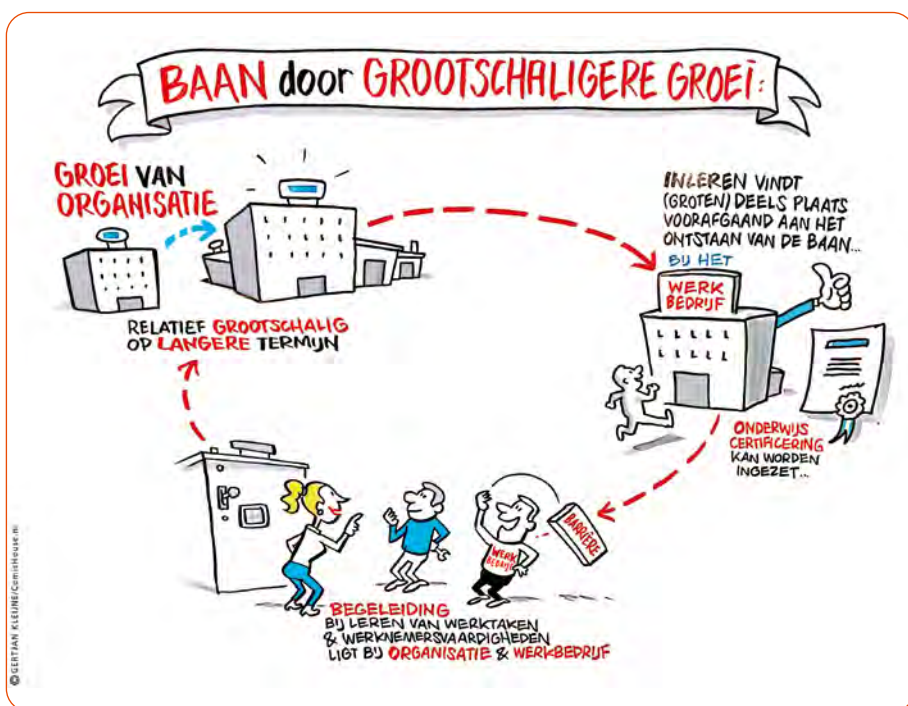 BAAN door GROOTSCHALIGERE GROEI:
GROEI VAN
ORGANISATIE
RELATIEF GROOTSCHALIG
OP LANGERE TERMIJN
INLEREN VINDT
(GROTEN) DEELS PLAATS
VOORAFGAAND AAN HET
ONTSTAAN VAN DE BAAN...
BIJ HET
WERK
BEDRIJF
ONDERWIJS
CERTIFICERING
KAN WORDEN
INGEZET...
BARRIÈRE
WERK
BEDRIJF
BEGELEIDING
BIJ LEREN VAN WERKTAKEN
& WERKNEMERSVAARDIGHEDEN
LIGT BIJ ORGANISATIE & WERKBEDRIJF
© GERTJAN KLEIJNE/ComicHouse.nl